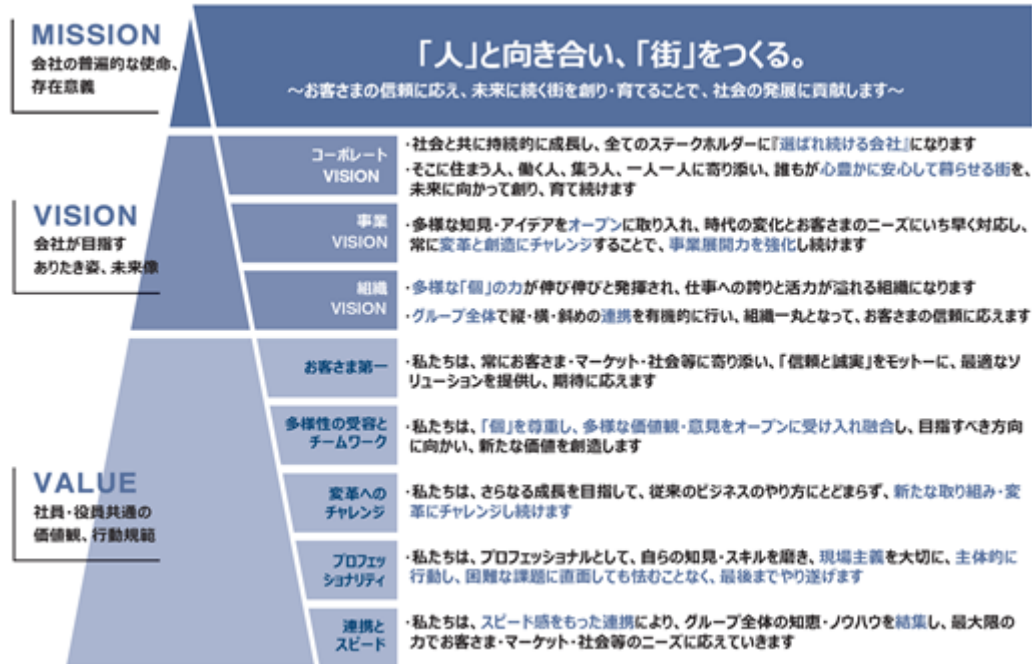 MISSION
会社の普遍的な使命、
存在意義
「人」と向き合い、「街」をつくる。
～お客さまの信頼に応え、未来に続く街を創り・育てることで、社会の発展に貢献します～
VISION
会社が目指す
ありたき姿、未来像
コーポレート
VISION
・社会と共に持続的に成長し、全てのステークホルダーに『選ばれ続ける会社』になります
・そこに住まう人、働く人、集う人、一人一人に寄り添い、誰もが心豊かに安心して暮らせる街を、
未来に向かって創り、育て続けます
事業
VISION
・多様な知見・アイデアをオープンに取り入れ、時代の変化とお客さまのニーズにいち早く対応し、
常に変革と創造にチャレンジすることで、事業展開力を強化し続けます
組織
VISION
・多様な「個」の力が伸び伸びと発揮され、仕事への誇りと活力が溢れる組織になります
・グループ全体で縦・横・斜めの連携を有機的に行い、組織一丸となって、お客さまの信頼に応えます
VALUE
社員・役員共通の
価値観、行動規範
お客さま第一
・私たちは、常にお客さま・マーケット・社会等に寄り添い、「信頼と誠実」をモットーに、最適なソ
リューションを提供し、期待に応えます
多様性の受容と
チームワーク
・私たちは、「個」を尊重し、多様な価値観・意見をオープンに受け入れ融合し、目指すべき方向
に向かい、新たな価値を創造します
変革への
チャレンジ
・私たちは、さらなる成長を目指して、従来のビジネスのやり方にとどまらず、新たな取り組み・変
革にチャレンジし続けます
プロフェッ
ショナリティ
・私たちは、プロフェッショナルとして、自らの知見・スキルを磨き、現場主義を大切に、主体的に
行動し、困難な課題に直面しても怯むことなく、最後までやり遂げます
連携と
スピード
・私たちは、スピード感をもった連携により、グループ全体の知恵・ノウハウを結集し、最大限の
力でお客さま・マーケット・社会等のニーズに応えていきます